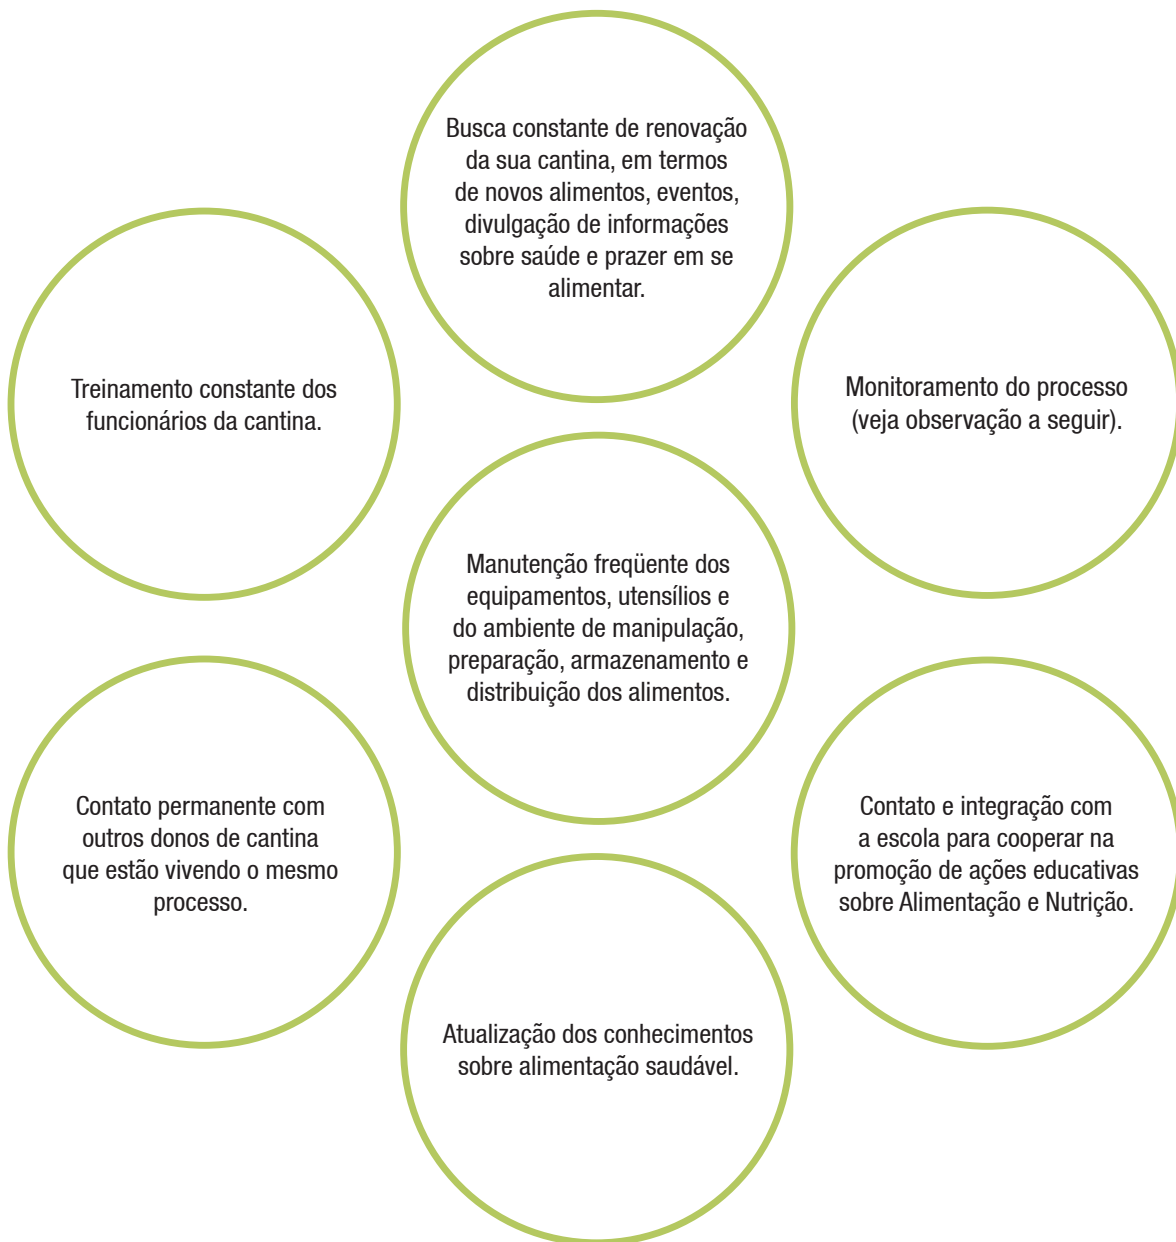 Busca constante de renovação
da sua cantina, em termos
de novos alimentos, eventos,
divulgação de informações
sobre saúde e prazer em se
alimentar.
Treinamento constante dos
funcionários da cantina.
Monitoramento do processo
(veja observação a seguir).
Manutenção freqüente dos
equipamentos, utensílios e
do ambiente de manipulação,
preparação, armazenamento e
distribuição dos alimentos.
Contato permanente com
outros donos de cantina
que estão vivendo o mesmo
processo.
Contato e integração com
a escola para cooperar na
promoção de ações educativas
sobre Alimentação e Nutrição.
Atualização dos conhecimentos
sobre alimentação saudável.